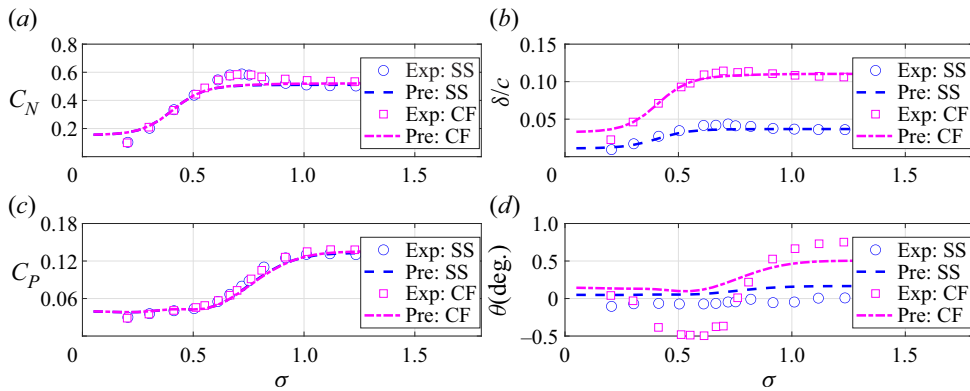 (a)
0.8
0.6
0.4
0.2
C_N
0
0.5
1.0
1.5
Exp: SS
Pre: SS
Exp: CF
Pre: CF
(b)
0.15
0.10
0.05
δ/c
0
0.5
1.0
1.5
Exp: SS
Pre: SS
Exp: CF
Pre: CF
(c)
0.18
0.12
0.06
C_P
0
0.5
1.0
1.5
σ
Exp: SS
Pre: SS
Exp: CF
Pre: CF
(d)
1.0
0.5
0
−0.5
θ(deg.)
0
0.5
1.0
1.5
σ
Exp: SS
Pre: SS
Exp: CF
Pre: CF